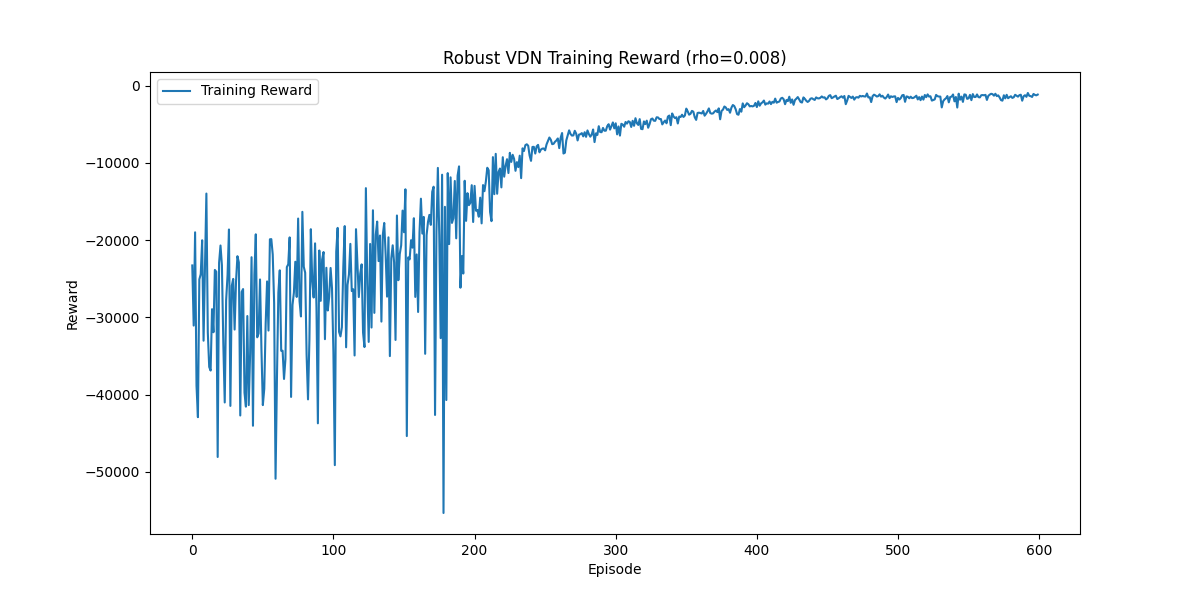 Robust VDN Training Reward (rho=0.008)
Training Reward
0
−10000
−20000
−30000
−40000
−50000
Reward
0 100 200 300 400 500 600
Episode